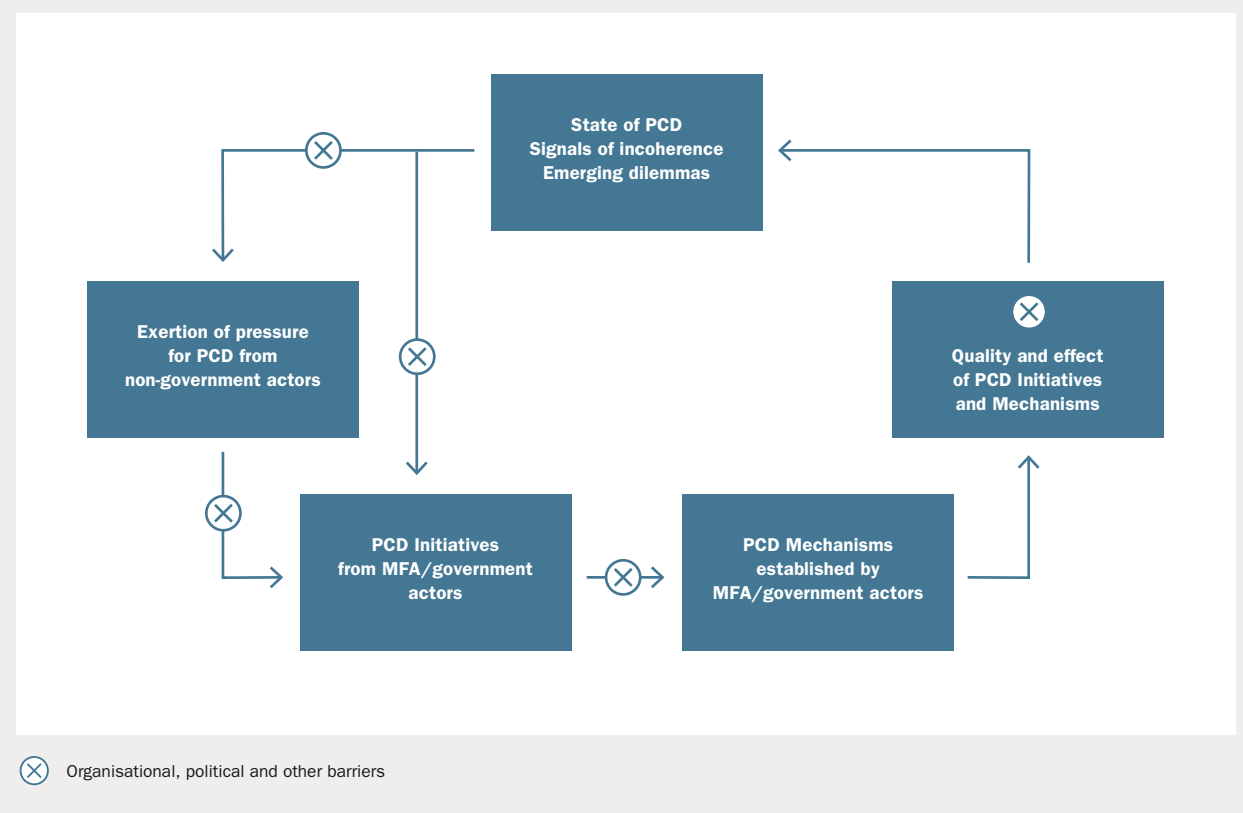 State of PCD
Signals of incoherence
Emerging dilemmas
Exertion of pressure
for PCD from
non-government actors
Quality and effect
of PCD Initiatives
and Mechanisms
PCD Initiatives
from MFA/government
actors
PCD Mechanisms
established by
MFA/government actors
Organisational, political and other barriers